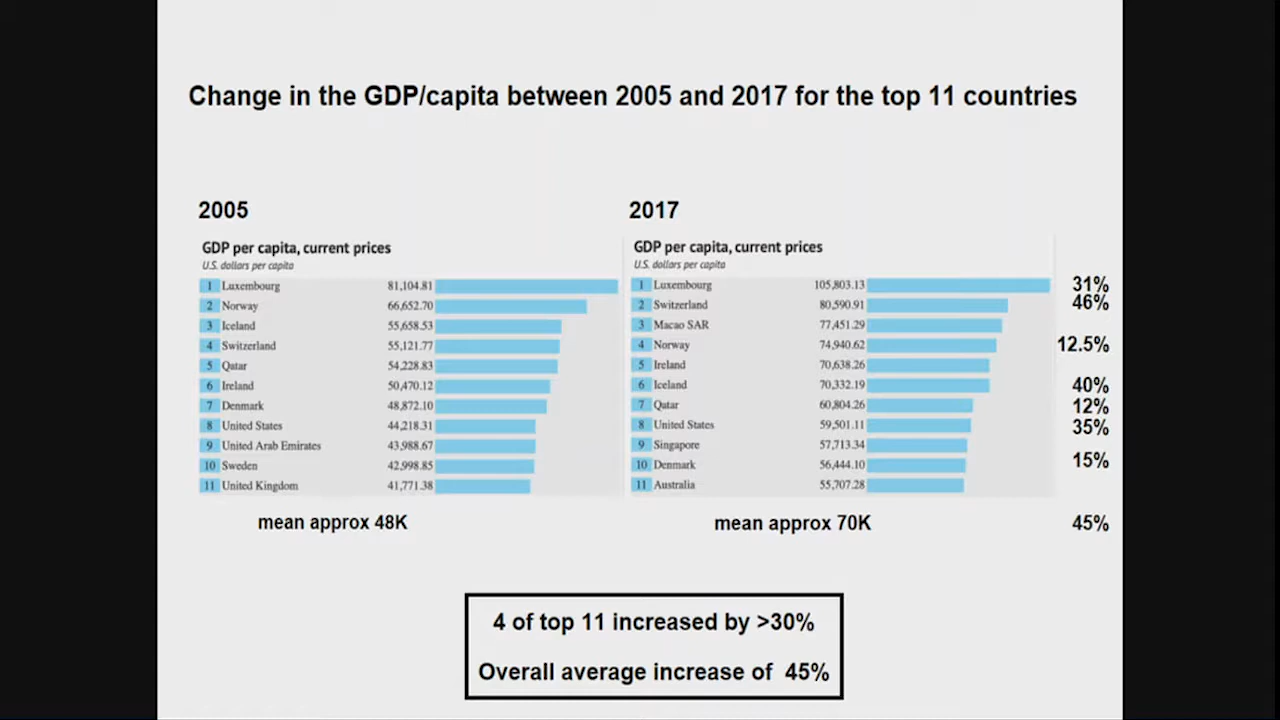 Change in the GDP/capita between 2005 and 2017 for the top 11 countries
2005
GDP per capita, current prices
U.S. dollars per capita
1 Luxembourg 81,104.81
2 Norway 66,652.70
3 Iceland 55,658.53
4 Switzerland 55,121.77
5 Qatar 54,228.83
6 Ireland 50,470.12
7 Denmark 48,872.10
8 United States 44,218.31
9 United Arab Emirates 43,988.67
10 Sweden 42,998.85
11 United Kingdom 41,771.38
mean approx 48K
2017
GDP per capita, current prices
U.S. dollars per capita
1 Luxembourg 105,803.13 31%
2 Switzerland 80,590.91 46%
3 Macao SAR 77,451.29
4 Norway 74,940.62 12.5%
5 Ireland 70,638.26
6 Iceland 70,332.19 40%
7 Qatar 60,804.26 12%
8 United States 59,501.11 35%
9 Singapore 57,713.34
10 Denmark 56,444.10 15%
11 Australia 55,707.28
mean approx 70K 45%
4 of top 11 increased by >30%
Overall average increase of 45%